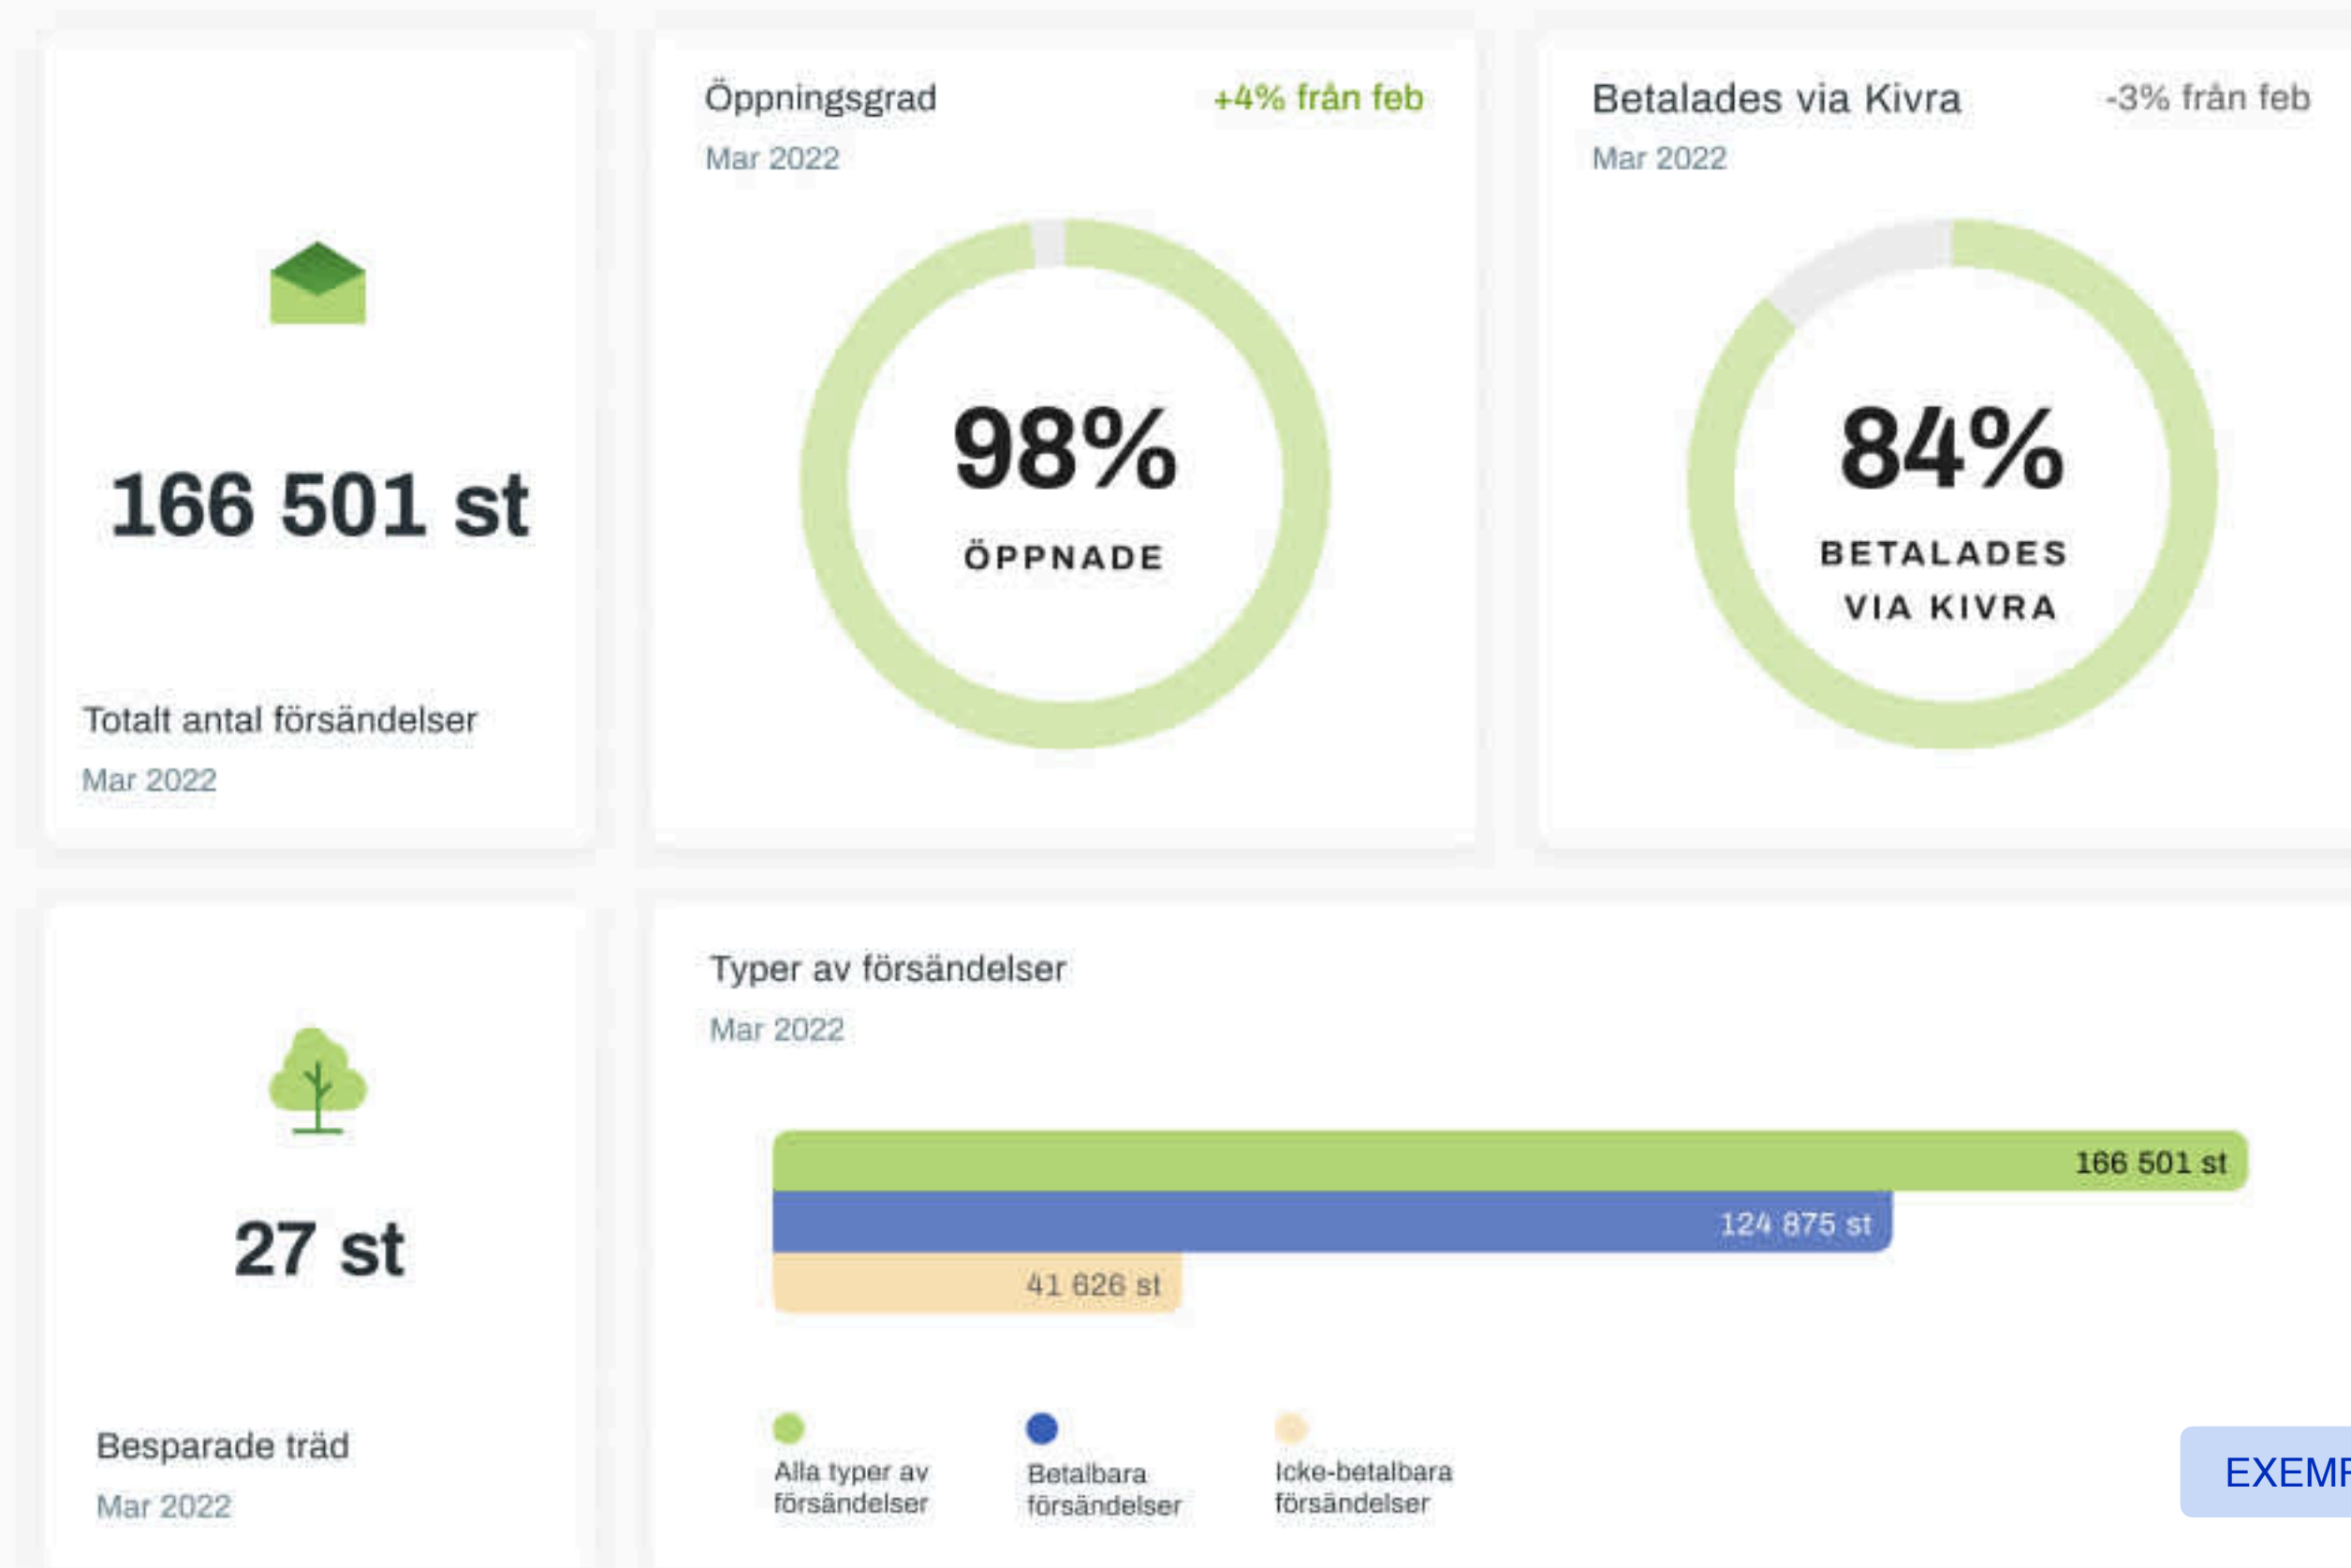 166 501 st
Totalt antal försändelser
Mar 2022
Öppningsgrad
+4% från feb
Mar 2022
98%
ÖPPNADE
Betalades via Kivra
-3% från feb
Mar 2022
84%
BETALADES
VIA KIVRA
27 st
Besparade träd
Mar 2022
Typer av försändelser
Mar 2022
166 501 st
124 875 st
41 626 st
Alla typer av
försändelser
Betalbara
försändelser
Icke-betalbara
försändelser